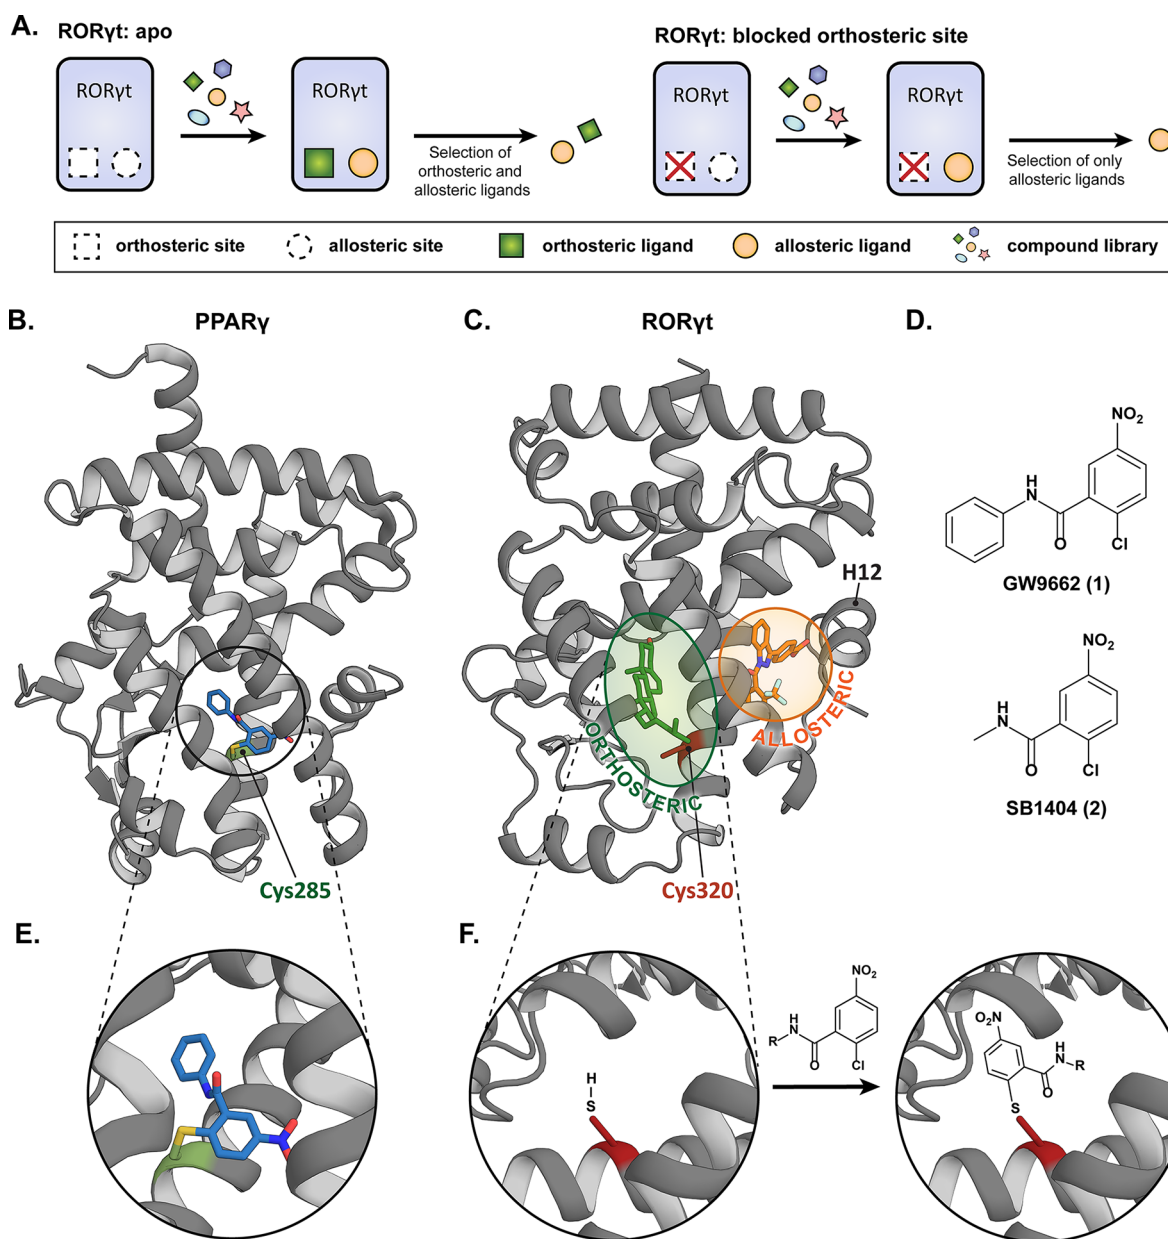 A.
RORγt: apo
RORγt: blocked orthosteric site
RORγt
RORγt
RORγt
RORγt
Selection of
orthosteric and
allosteric ligands
Selection of only
allosteric ligands
orthosteric site
allosteric site
orthosteric ligand
allosteric ligand
compound library
B.
PPARγ
C.
RORγt
D.
H12
ORTHOSTERIC
ALLOSTERIC
Cys285
Cys320
NO2
H
N
O
Cl
GW9662 (1)
NO2
H
N
O
Cl
SB1404 (2)
E.
F.
H
S
NO2
H
N
R
O
Cl
O2N
H
N
R
O
S